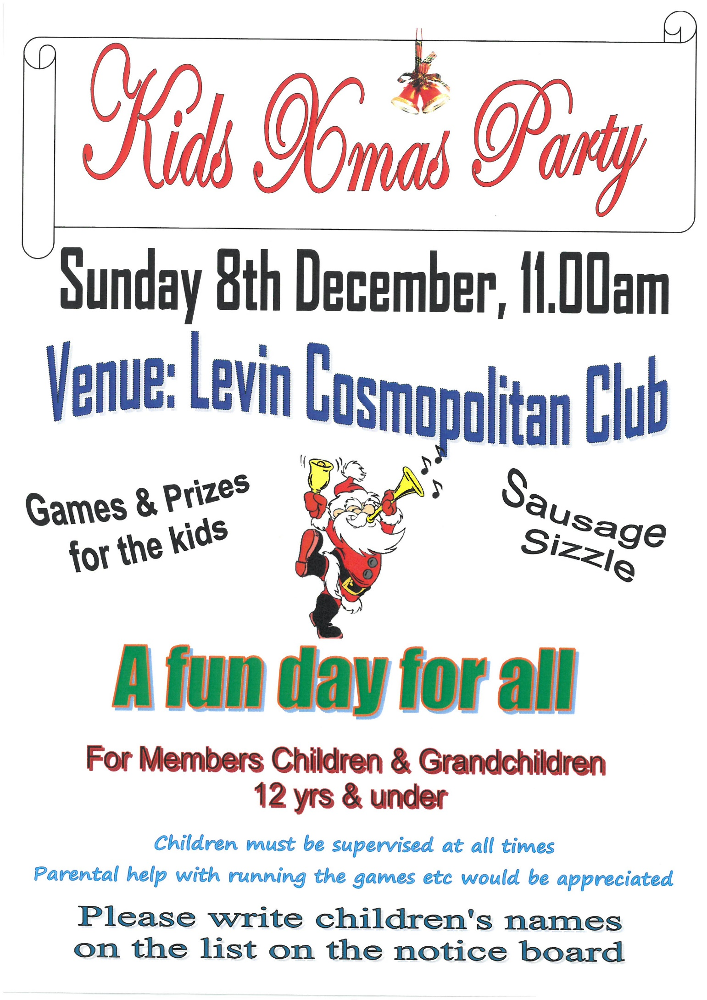 Kids Xmas Party
Sunday 8th December, 11.00am
Venue: Levin Cosmopolitan Club
Games & Prizes
for the kids
Sausage
Sizzle
A fun day for all
For Members Children & Grandchildren
12 yrs & under
Children must be supervised at all times
Parental help with running the games etc would be appreciated
Please write children's names
on the list on the notice board